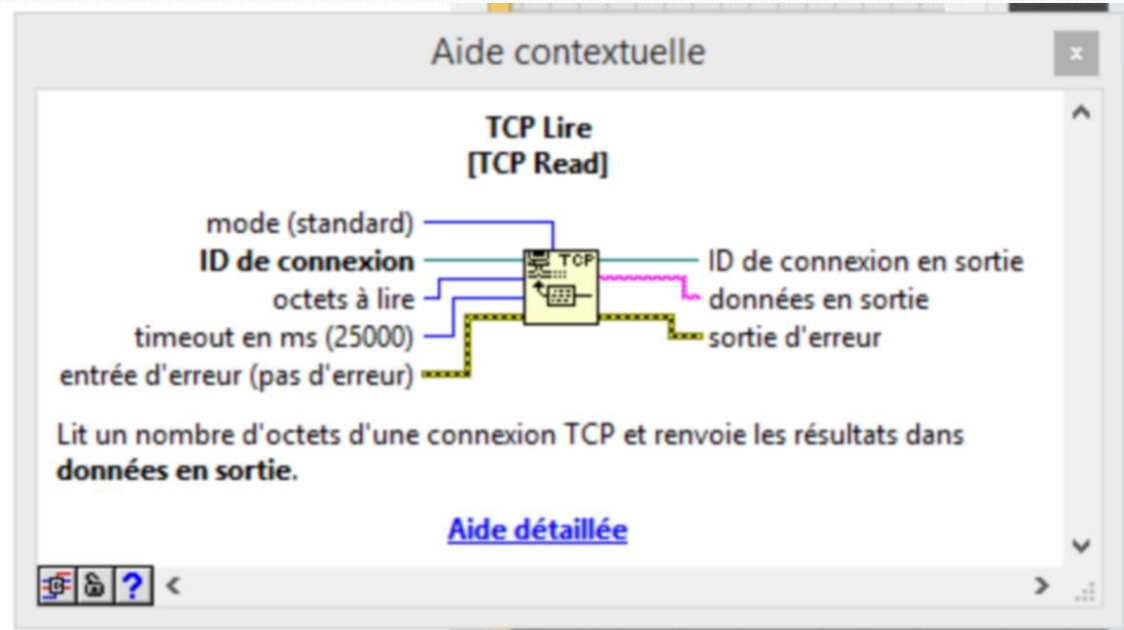 Aide contextuelle
x
TCP Lire
[TCP Read]
mode (standard)
ID de connexion
octets à lire
timeout en ms (25000)
entrée d'erreur (pas d'erreur)
TCP
ID de connexion en sortie
données en sortie
sortie d'erreur
Lit un nombre d'octets d'une connexion TCP et renvoie les résultats dans
données en sortie.
Aide détaillée
?